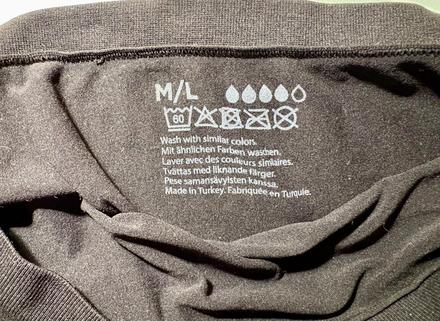 M/L
60
Wash with similar colors.
Mit ähnlichen Farben waschen.
Laver avec des couleurs similaires.
Tvättas med liknande färger.
Pese samansävyisten kanssa.
Made in Turkey. Fabriquée en Turquie.